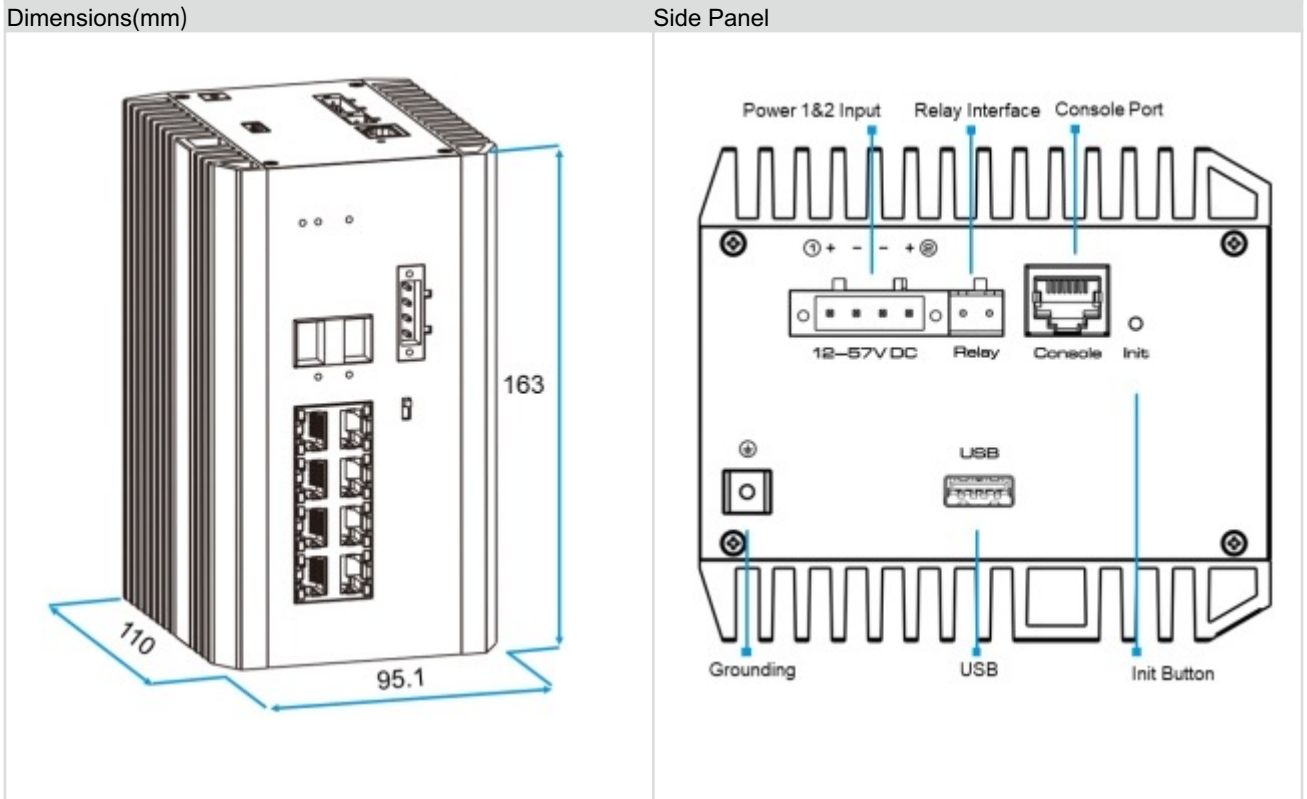 Dimensions(mm)
Side Panel
163
110
95.1
Power 1&2 Input
Relay Interface
Console Port
① + - - + ②
12-57V DC
Relay
Console
Init
USB
Grounding
USB
Init Button